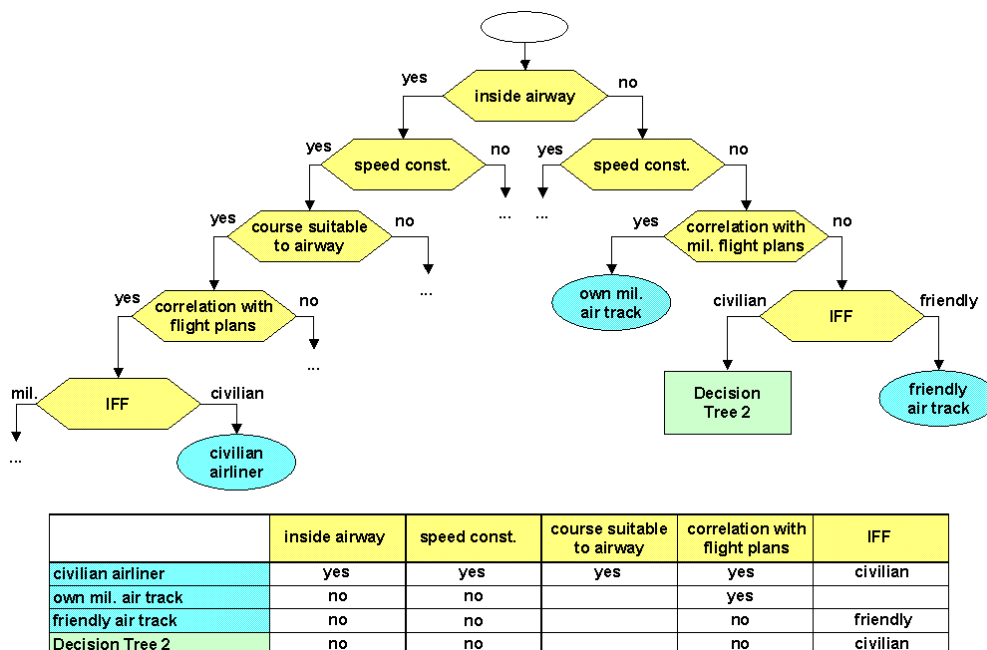 yes
inside airway
no
yes
speed const.
no
yes
speed const.
no
...
...
yes
course suitable
to airway
no
yes
correlation with
mil. flight plans
no
...
own mil.
air track
yes
correlation with
flight plans
no
civilian
IFF
friendly
...
mil.
IFF
civilian
Decision
Tree 2
friendly
air track
...
civilian
airliner
inside airway
speed const.
course suitable
to airway
correlation with
flight plans
IFF
civilian airliner yes yes yes yes civilian
own mil. air track no no yes
friendly air track no no no friendly
Decision Tree 2 no no no civilian